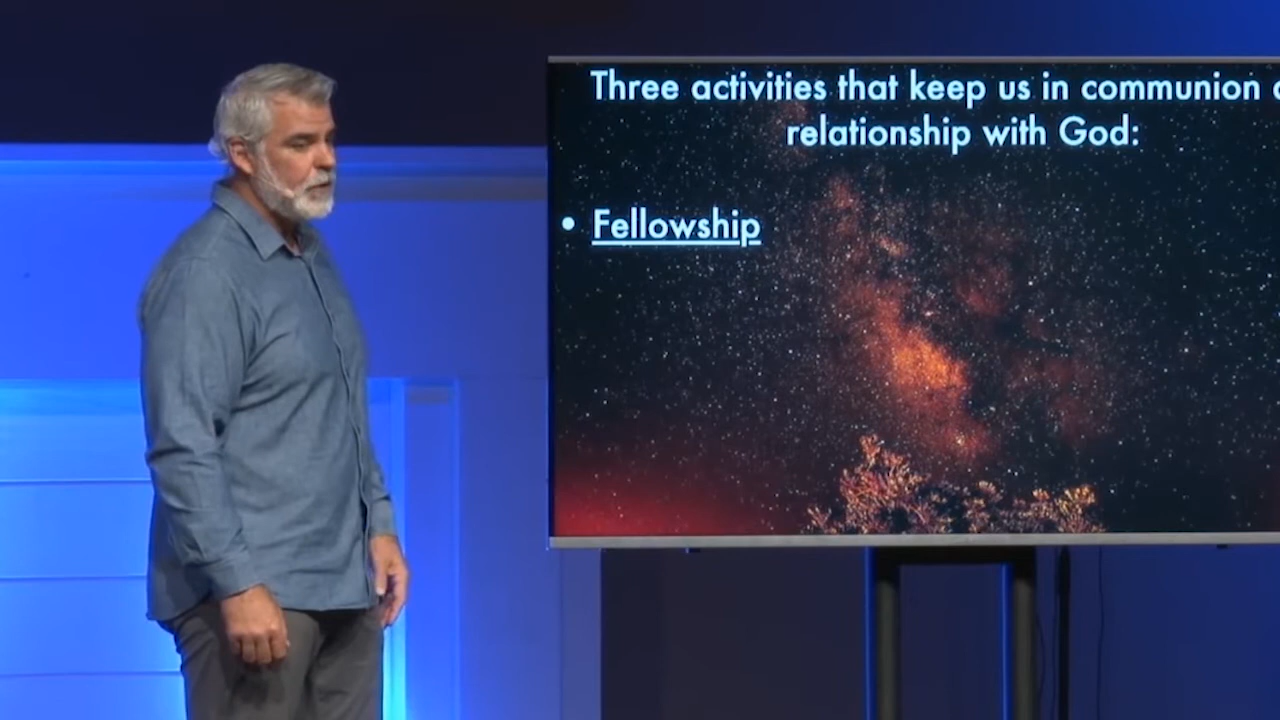 Three activities that keep us in communion
relationship with God:
• Fellowship